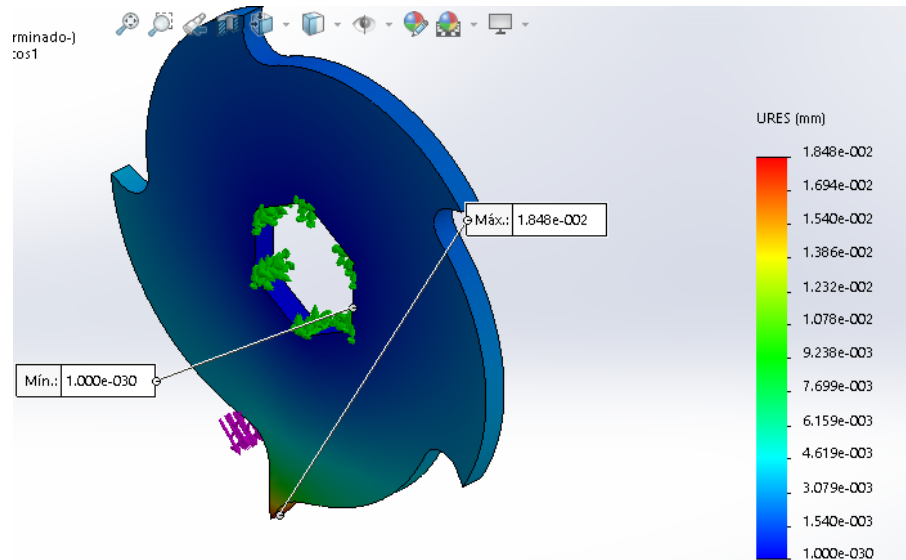 rminado-)
tos1
URES (mm)
1.848e-002
1.694e-002
1.540e-002
1.386e-002
1.232e-002
1.078e-002
9.238e-003
7.699e-003
6.159e-003
4.619e-003
3.079e-003
1.540e-003
1.000e-030
Máx.: 1.848e-002
Mín.: 1.000e-030